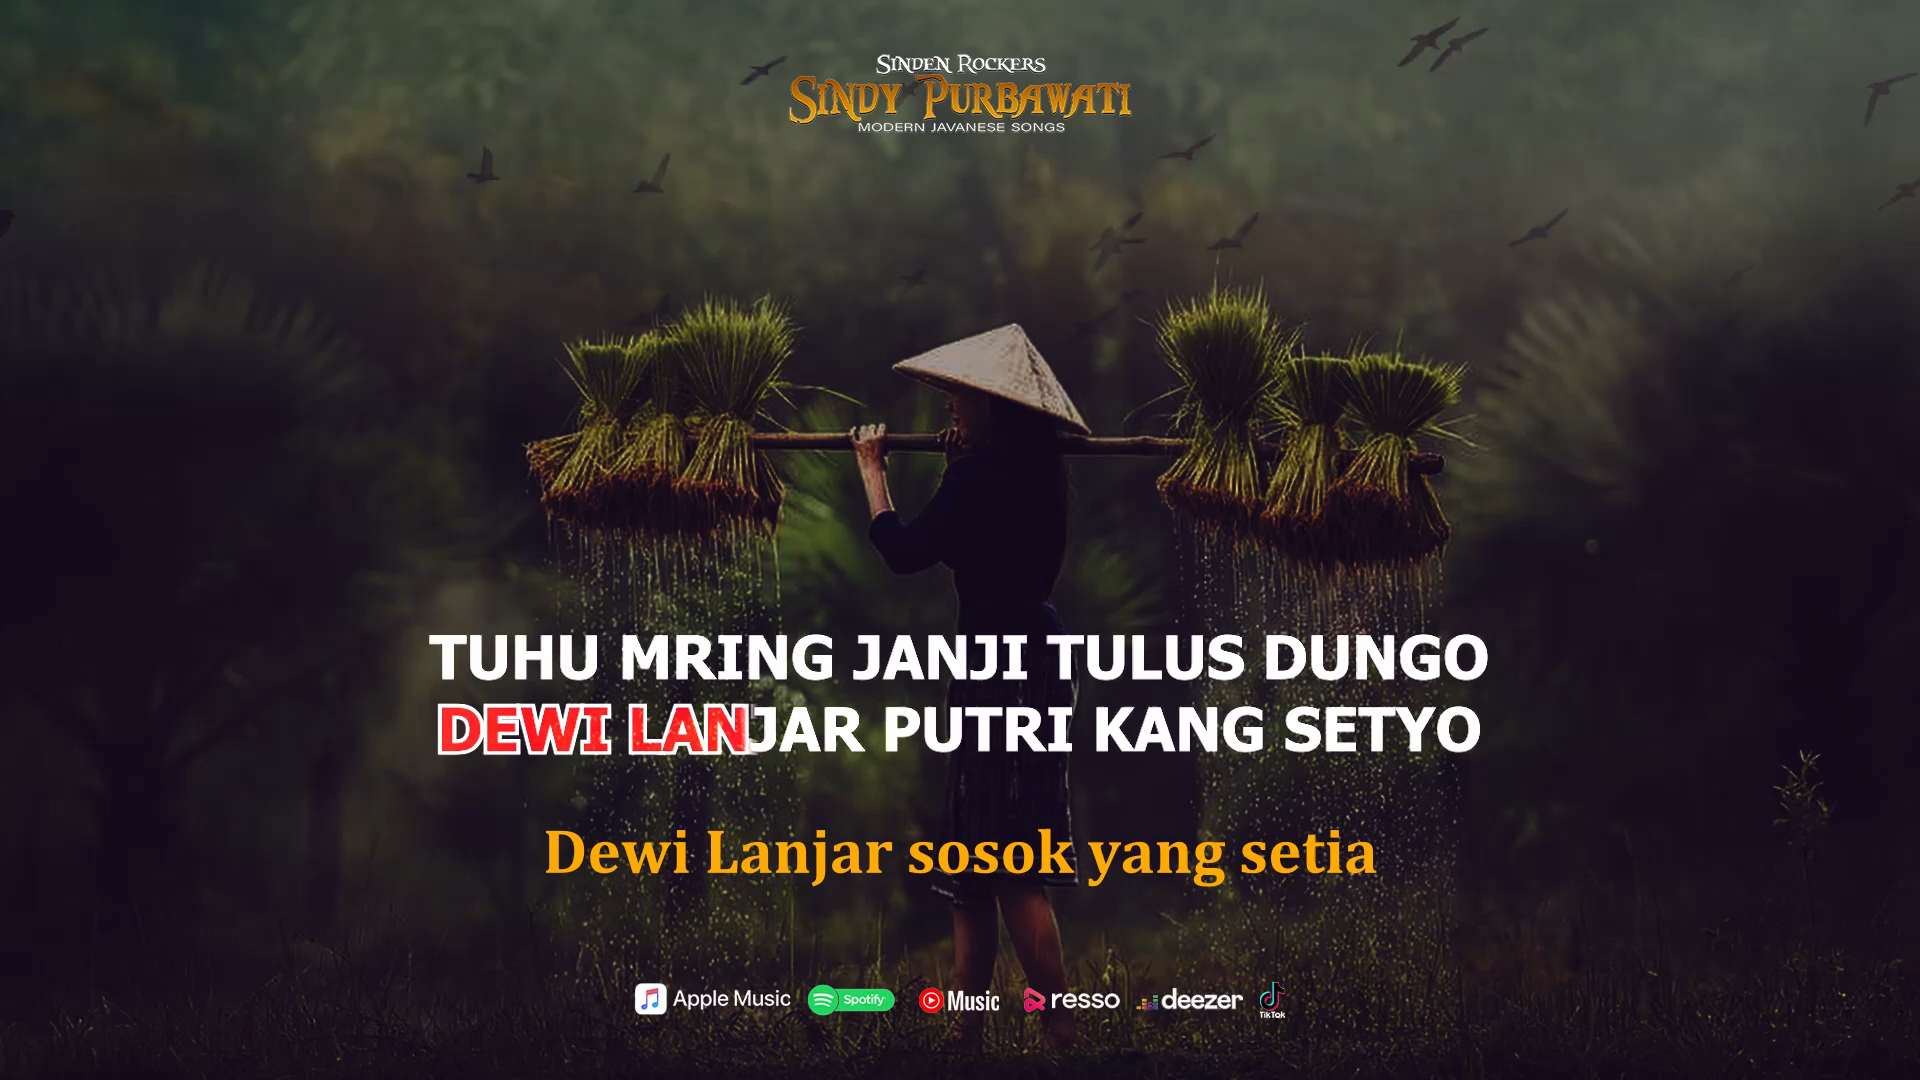 SINDEN ROCKERS
SINDY PURBAWATI
MODERN JAVANESE SONGS
TUHU MRING JANJI TULUS DUNGO
DEWI LANJAR PUTRI KANG SETYO
Dewi Lanjar sosok yang setia
Apple Music Spotify Music resso deezer TikTok